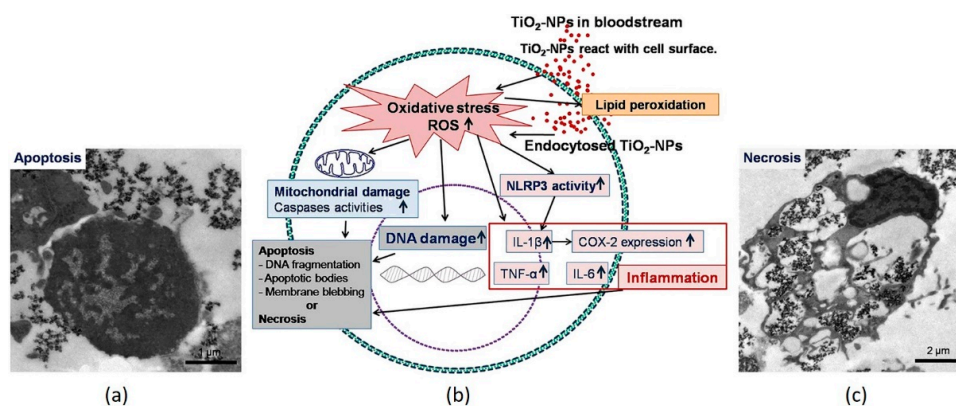 TiO₂-NPs in bloodstream
TiO₂-NPs react with cell surface.
Oxidative stress
ROS ↑
Lipid peroxidation
Endocytosed TiO₂-NPs
Apoptosis
Necrosis
Mitochondrial damage
Caspases activities ↑
NLRP3 activity↑
DNA damage↑
IL-1β↑
COX-2 expression ↑
TNF-α↑
IL-6↑
Inflammation
Apoptosis
- DNA fragmentation
- Apoptotic bodies
- Membrane blebbing
or
Necrosis
1 μm
2 μm
(a)
(b)
(c)